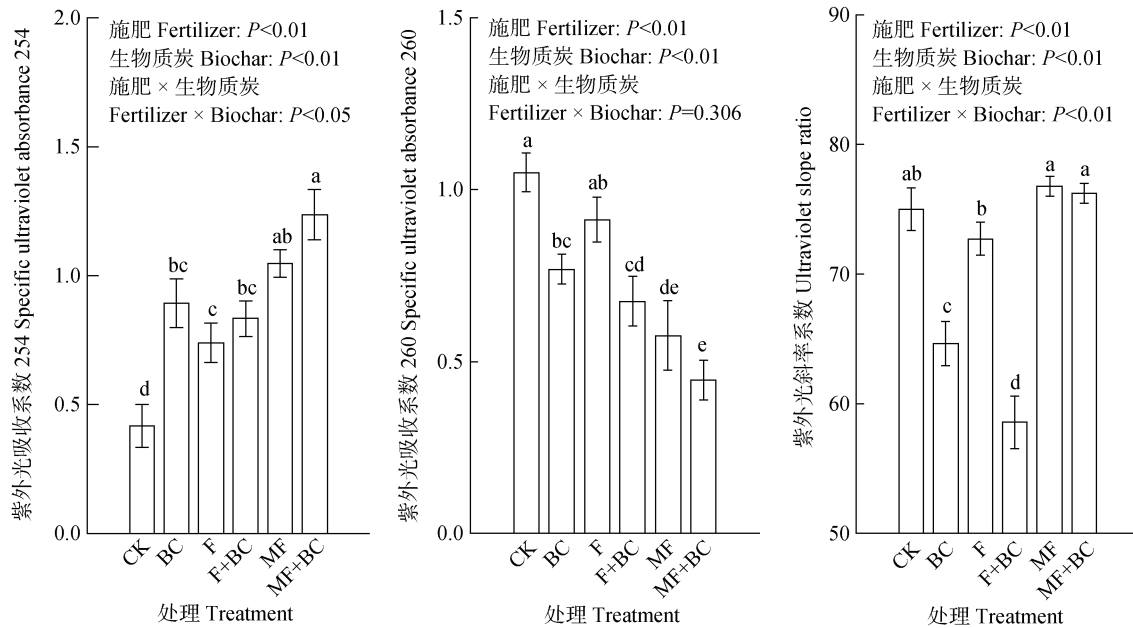 紫外光吸收系数 254 Specific ultraviolet absorbance 254
2.0
1.5
1.0
0.5
0.0
施肥 Fertilizer: P<0.01
生物质炭 Biochar: P<0.01
施肥 × 生物质炭
Fertilizer × Biochar: P<0.05
d
bc
c
bc
ab
a
CK
BC
F
F+BC
MF
MF+BC
处理 Treatment
紫外光吸收系数 260 Specific ultraviolet absorbance 260
1.5
1.0
0.5
0.0
施肥 Fertilizer: P<0.01
生物质炭 Biochar: P<0.01
施肥 × 生物质炭
Fertilizer × Biochar: P=0.306
a
bc
ab
cd
de
e
CK
BC
F
F+BC
MF
MF+BC
处理 Treatment
紫外光斜率系数 Ultraviolet slope ratio
90
80
70
60
50
施肥 Fertilizer: P<0.01
生物质炭 Biochar: P<0.01
施肥 × 生物质炭
Fertilizer × Biochar: P<0.01
ab
c
b
d
a
a
CK
BC
F
F+BC
MF
MF+BC
处理 Treatment